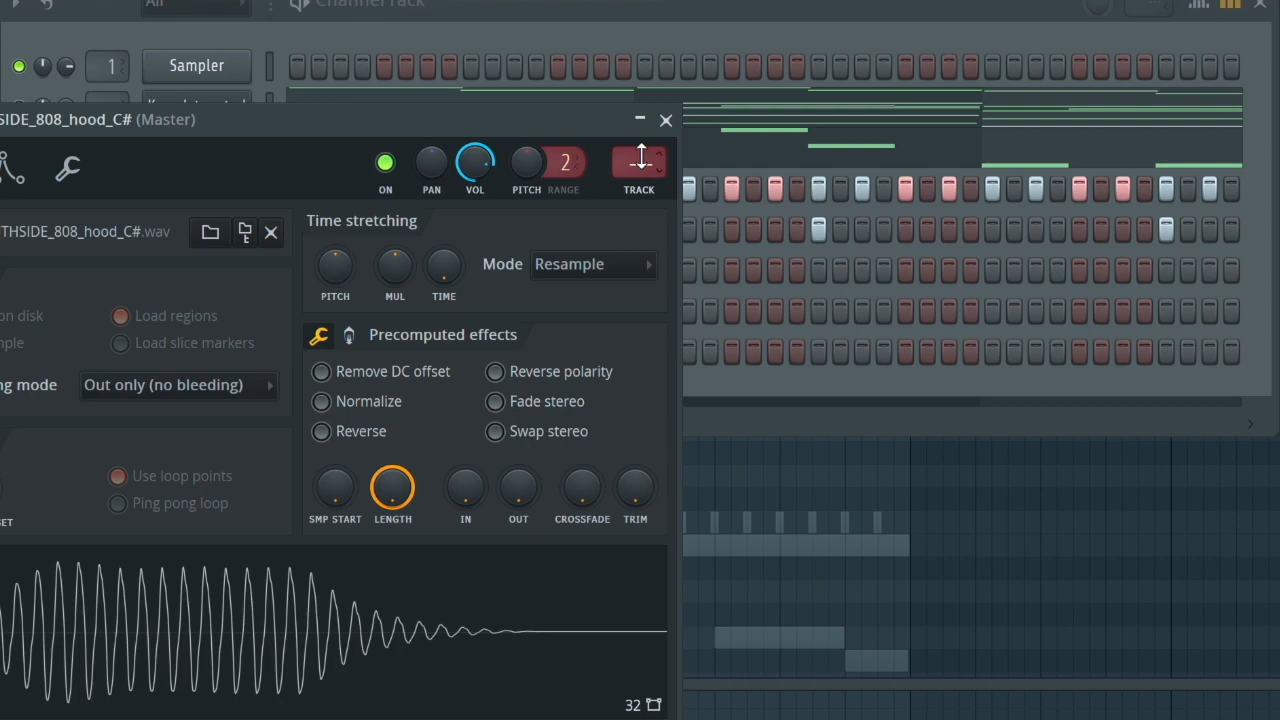 All
Channel rack
1
Sampler
SIDE_808_hood_C# (Master)
2
---
ON
PAN
VOL
PITCH
RANGE
TRACK
THSIDE_808_hood_C#.wav
Time stretching
PITCH
MUL
TIME
Mode
Resample
on disk
Load regions
mple
Load slice markers
ng mode
Out only (no bleeding)
Precomputed effects
Remove DC offset
Reverse polarity
Normalize
Fade stereo
Reverse
Swap stereo
Use loop points
Ping pong loop
SET
SMP START
LENGTH
IN
OUT
CROSSFADE
TRIM
32